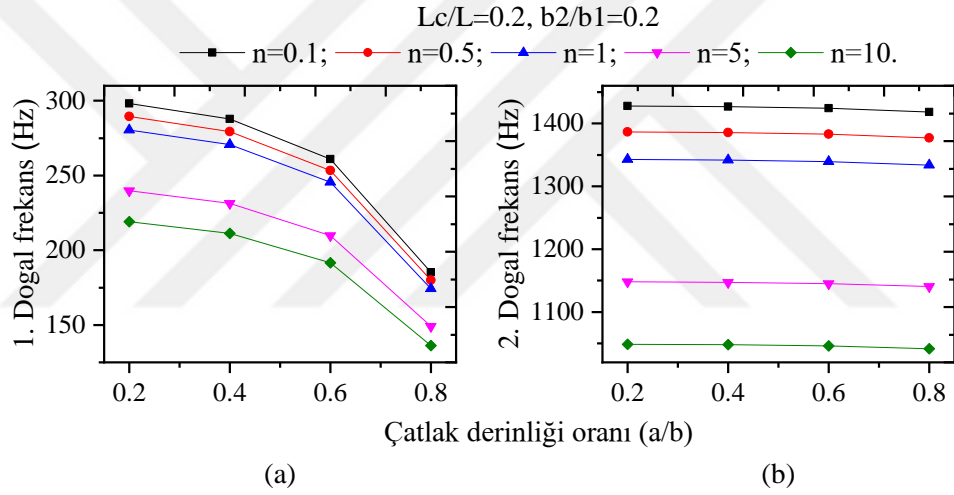 Lc/L=0.2, b2/b1=0.2
n=0.1; n=0.5; n=1; n=5; n=10.
1. Dogal frekans (Hz)
300
250
200
150
0.2 0.4 0.6 0.8
2. Dogal frekans (Hz)
1400
1300
1200
1100
0.2 0.4 0.6 0.8
Çatlak derinliği oranı (a/b)
(a) (b)